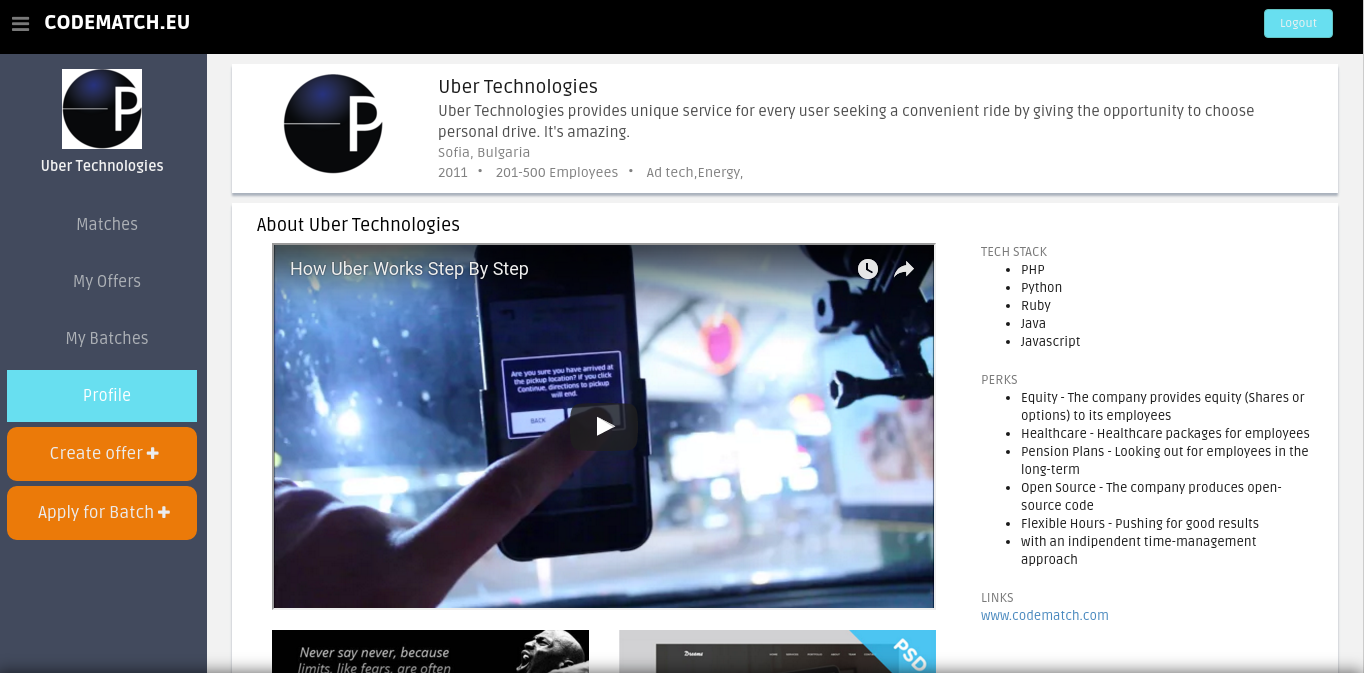 CODEMATCH.EU
Logout
P
Uber Technologies
Matches
My Offers
My Batches
Profile
Create offer +
Apply for Batch +
P
Uber Technologies
Uber Technologies provides unique service for every user seeking a convenient ride by giving the opportunity to choose
personal drive. It's amazing.
Sofia, Bulgaria
2011 • 201-500 Employees • Ad tech,Energy,
About Uber Technologies
How Uber Works Step By Step
Are you sure you have arrived at
the pickup location? If you click
Continue, directions to pickup
will end.
BACK
Never say never, because
limits, like fears, are often
Dreams
PSD
TECH STACK
• PHP
• Python
• Ruby
• Java
• Javascript
PERKS
• Equity - The company provides equity (Shares or
options) to its employees
• Healthcare - Healthcare packages for employees
• Pension Plans - Looking out for employees in the
long-term
• Open Source - The company produces open-
source code
• Flexible Hours - Pushing for good results
• with an indipendent time-management
approach
LINKS
www.codematch.com